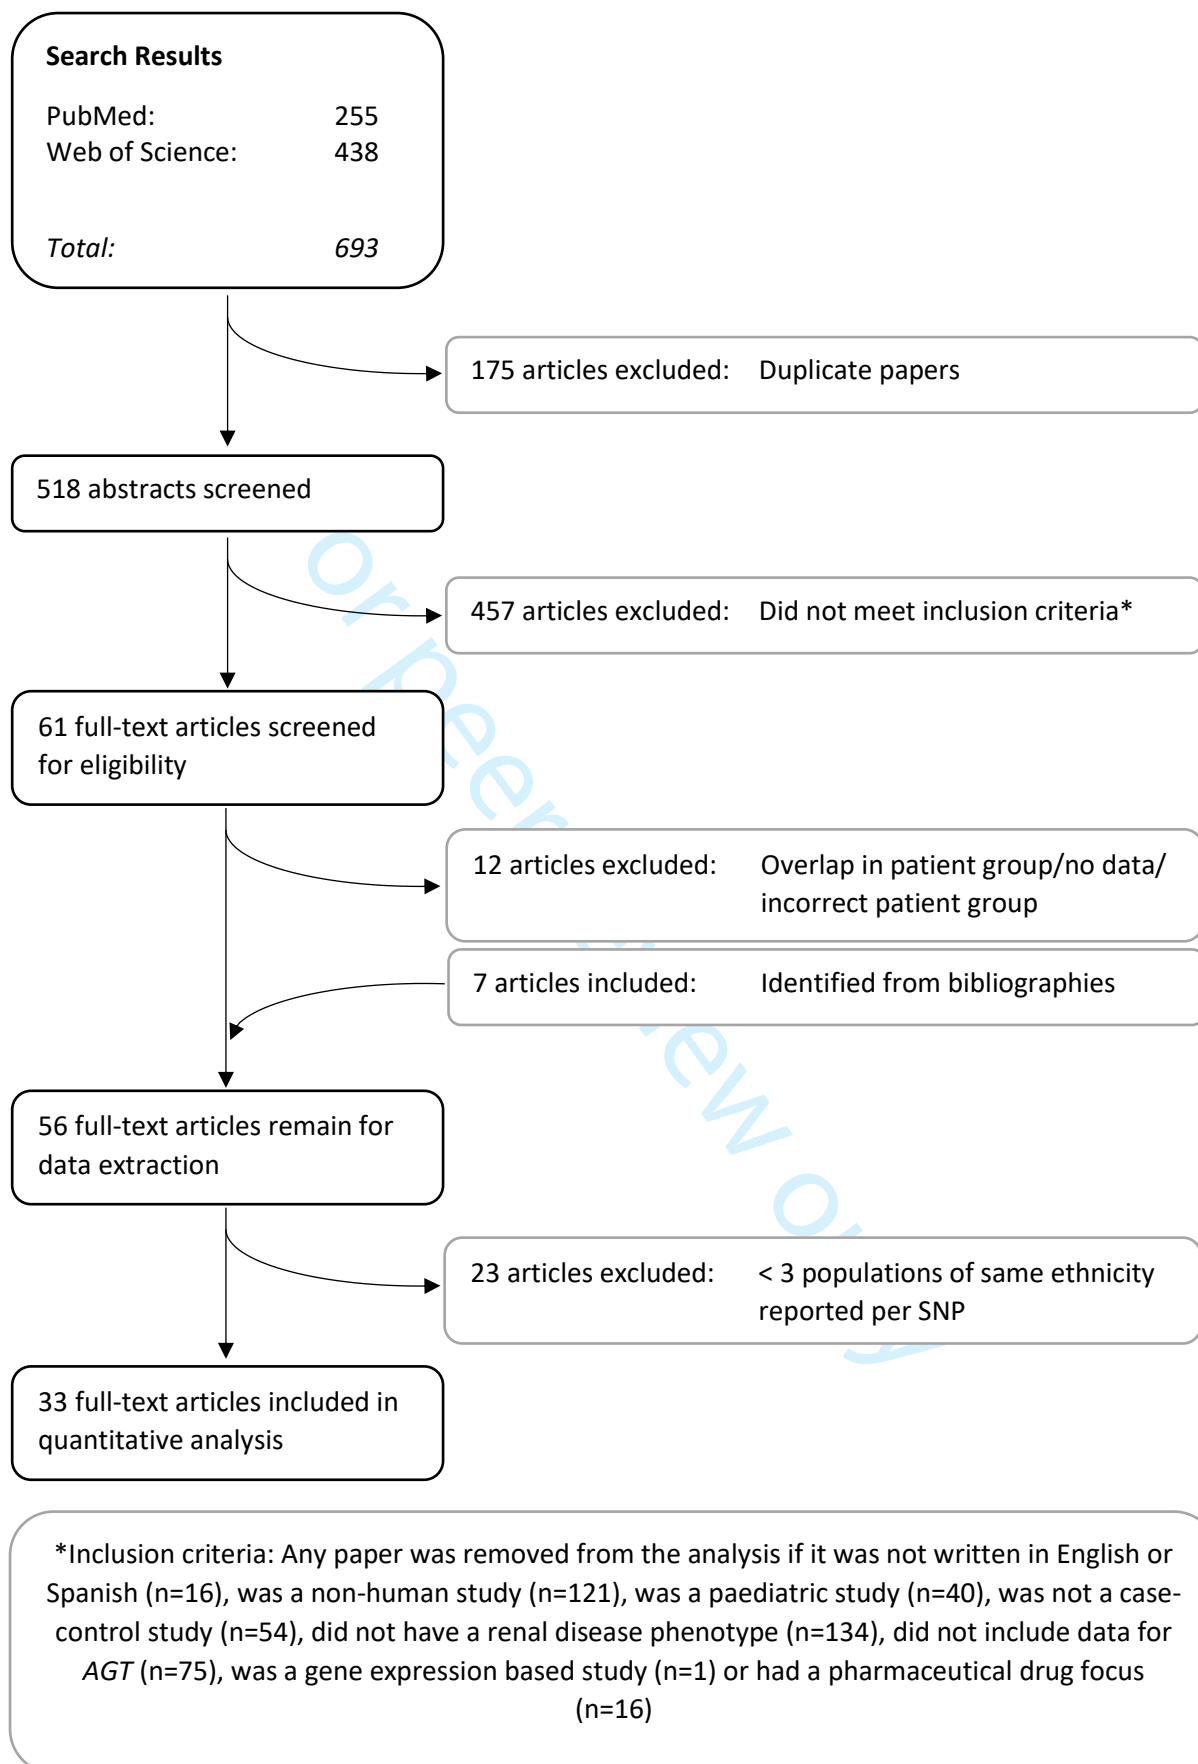 Search Results
PubMed: 255
Web of Science: 438
Total: 693
175 articles excluded: Duplicate papers
518 abstracts screened
457 articles excluded: Did not meet inclusion criteria*
61 full-text articles screened
for eligibility
12 articles excluded: Overlap in patient group/no data/
incorrect patient group
7 articles included: Identified from bibliographies
56 full-text articles remain for
data extraction
23 articles excluded: < 3 populations of same ethnicity
reported per SNP
33 full-text articles included in
quantitative analysis
*Inclusion criteria: Any paper was removed from the analysis if it was not written in English or
Spanish (n=16), was a non-human study (n=121), was a paediatric study (n=40), was not a case-
control study (n=54), did not have a renal disease phenotype (n=134), did not include data for
AGT (n=75), was a gene expression based study (n=1) or had a pharmaceutical drug focus
(n=16)